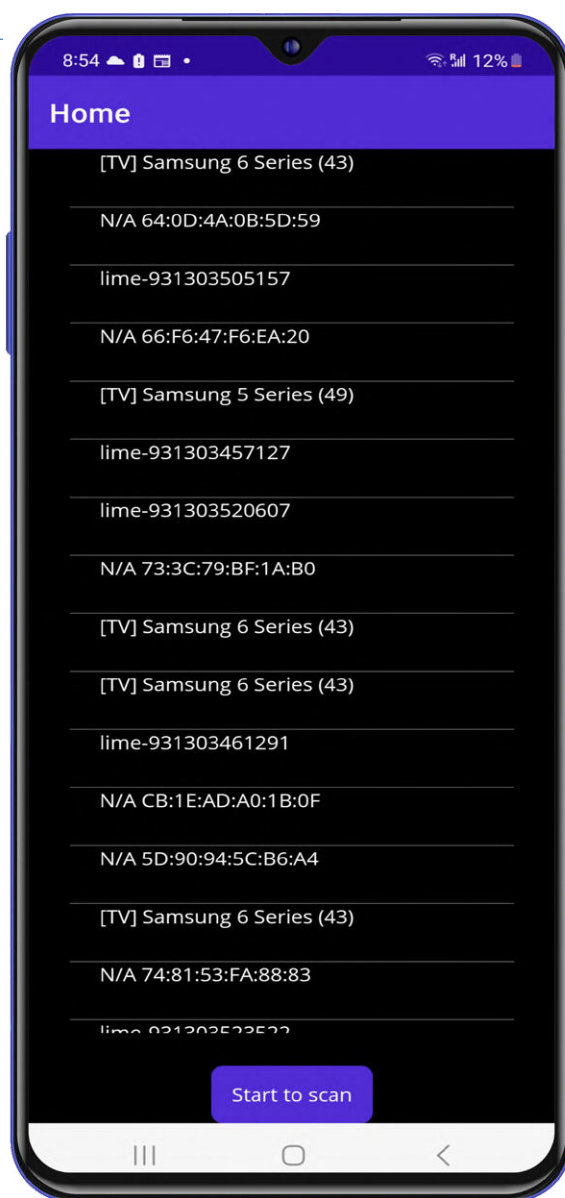 8:54
12%
Home
[TV] Samsung 6 Series (43)
N/A 64:0D:4A:0B:5D:59
lime-931303505157
N/A 66:F6:47:F6:EA:20
[TV] Samsung 5 Series (49)
lime-931303457127
lime-931303520607
N/A 73:3C:79:BF:1A:B0
[TV] Samsung 6 Series (43)
[TV] Samsung 6 Series (43)
lime-931303461291
N/A CB:1E:AD:A0:1B:0F
N/A 5D:90:94:5C:B6:A4
[TV] Samsung 6 Series (43)
N/A 74:81:53:FA:88:83
lime-931303523522
Start to scan